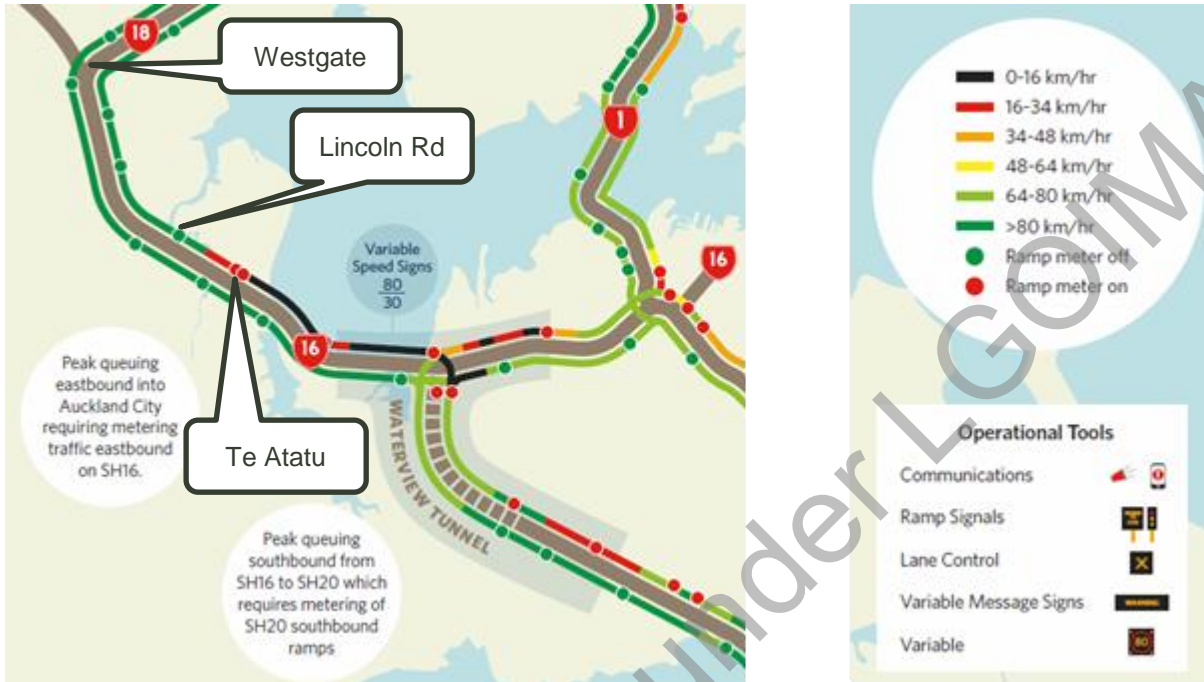 18
Westgate
Lincoln Rd
1
16
Variable
Speed Signs
80
30
16
Peak queuing
eastbound into
Auckland City
requiring metering
traffic eastbound
on SH16.
Te Atatu
WATERVIEW TUNNEL
Peak queuing
southbound from
SH16 to SH20 which
requires metering of
SH20 southbound
ramps
0-16 km/hr
16-34 km/hr
34-48 km/hr
48-64 km/hr
64-80 km/hr
>80 km/hr
Ramp meter off
Ramp meter on
Operational Tools
Communications
Ramp Signals
Lane Control
Variable Message Signs
WARNING
Variable
80
under LGOIM